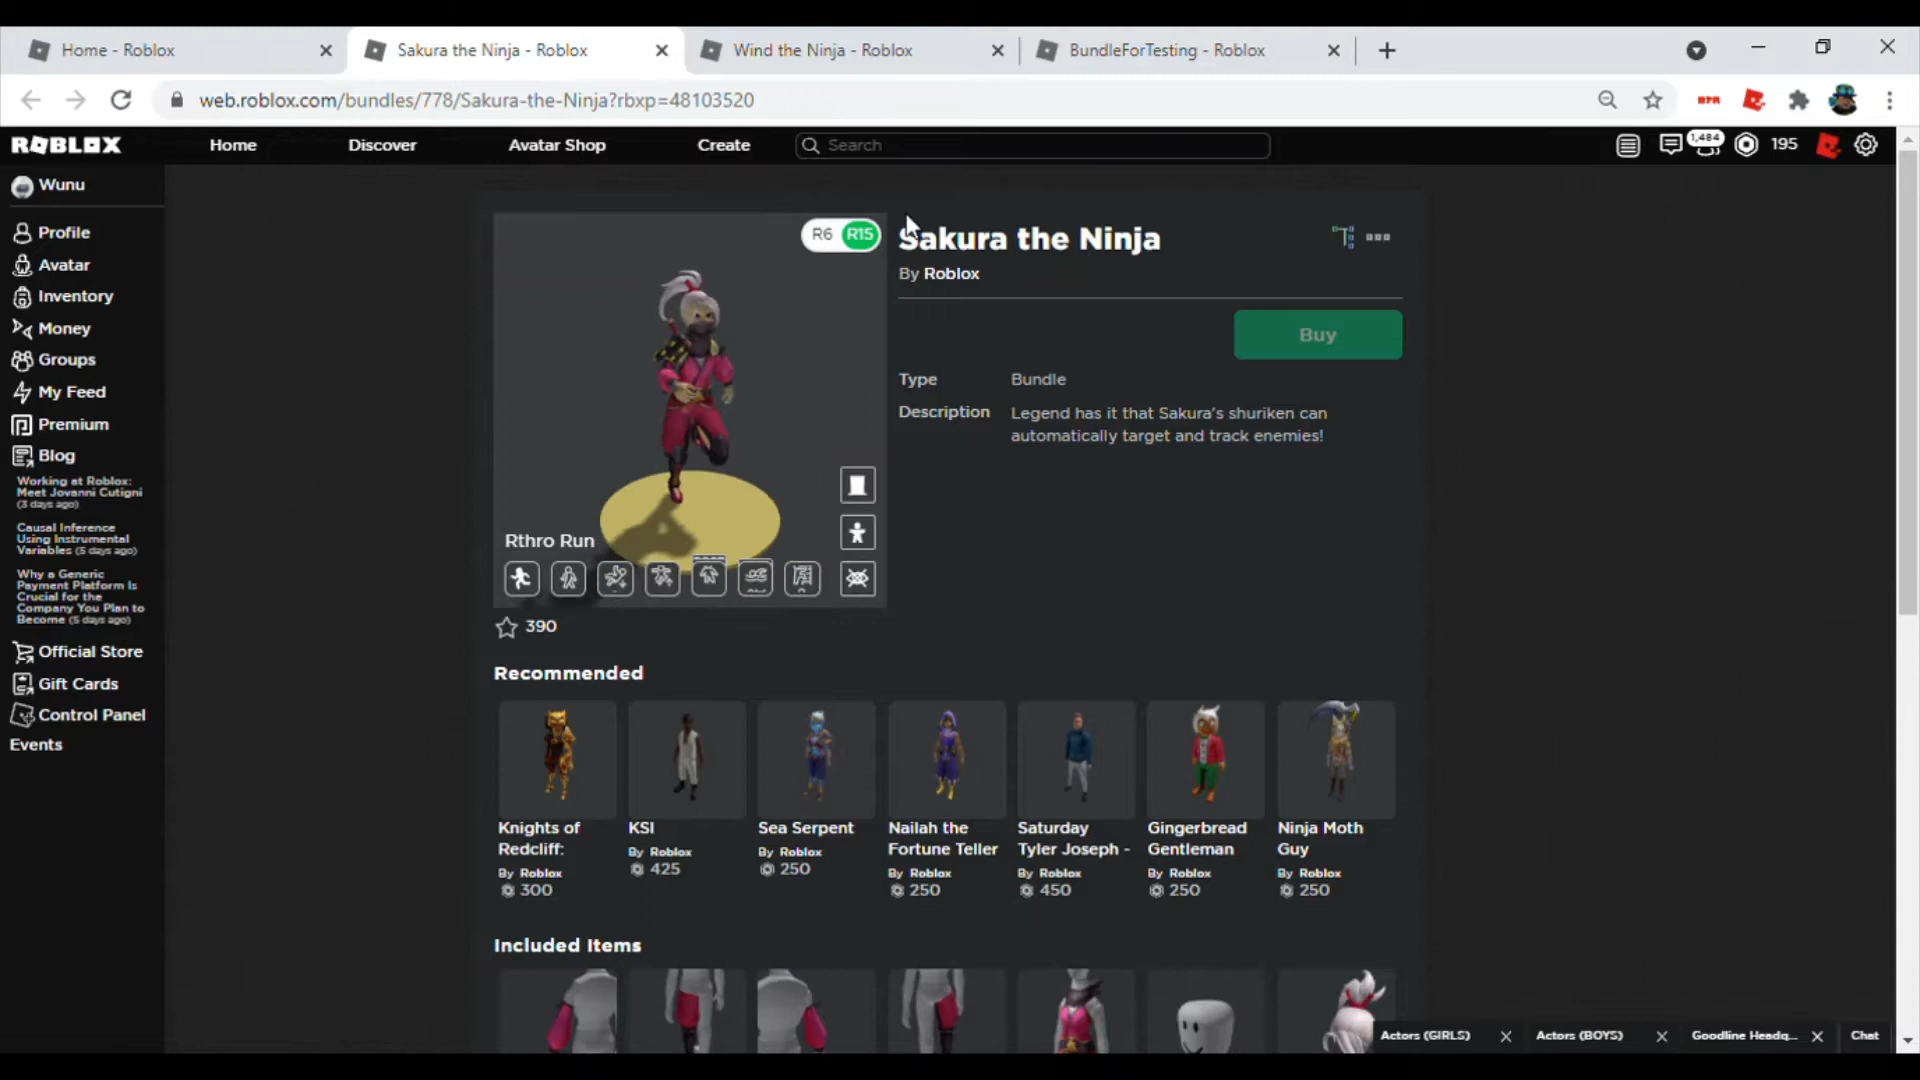 Home - Roblox
Sakura the Ninja - Roblox
Wind the Ninja - Roblox
BundleForTesting - Roblox
web.roblox.com/bundles/778/Sakura-the-Ninja?rbxp=48103520
ROBLOX
Home
Discover
Avatar Shop
Create
Search
1,484
195
Wunu
Profile
Avatar
Inventory
Money
Groups
My Feed
Premium
Blog
Working at Roblox:
Meet Jovanni Cutigni
(3 days ago)
Causal Inference
Using Instrumental
Variables (5 days ago)
Why a Generic
Payment Platform Is
Crucial for the
Company You Plan to
Become (5 days ago)
Official Store
Gift Cards
Control Panel
Events
R6 R15
Rthro Run
390
Sakura the Ninja
By Roblox
Buy
Type Bundle
Description Legend has it that Sakura's shuriken can
automatically target and track enemies!
Recommended
Knights of
Redcliff:
By Roblox
300
KSI
By Roblox
425
Sea Serpent
By Roblox
250
Nailah the
Fortune Teller
By Roblox
250
Saturday
Tyler Joseph -
By Roblox
450
Gingerbread
Gentleman
By Roblox
250
Ninja Moth
Guy
By Roblox
250
Included Items
Actors (GIRLS)
Actors (BOYS)
Goodline Headq...
Chat